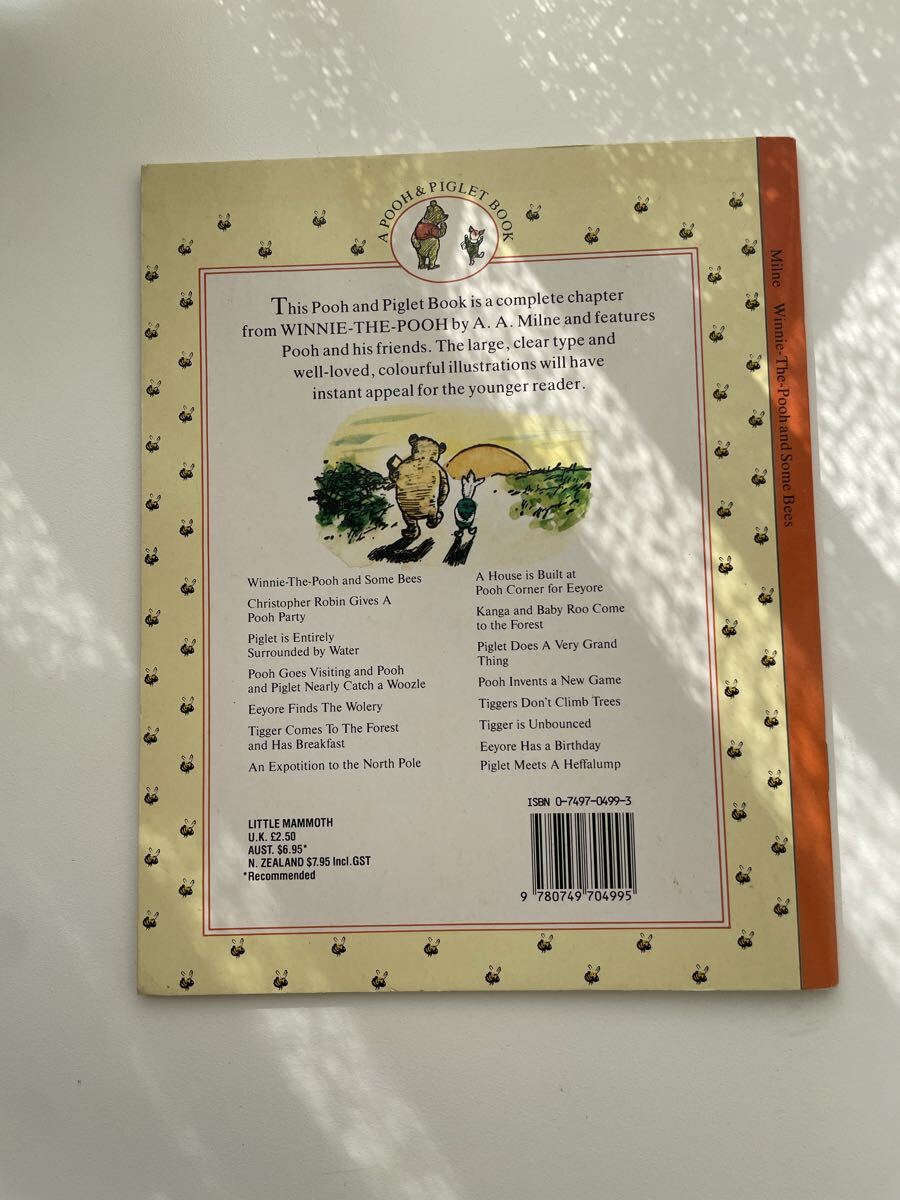 A POOH & PIGLET BOOK
This Pooh and Piglet Book is a complete chapter
from WINNIE-THE-POOH by A. A. Milne and features
Pooh and his friends. The large, clear type and
well-loved, colourful illustrations will have
instant appeal for the younger reader.
Winnie-The-Pooh and Some Bees
Christopher Robin Gives A
Pooh Party
Piglet is Entirely
Surrounded by Water
Pooh Goes Visiting and Pooh
and Piglet Nearly Catch a Woozle
Eeyore Finds The Wolery
Tigger Comes To The Forest
and Has Breakfast
An Expotition to the North Pole
A House is Built at
Pooh Corner for Eeyore
Kanga and Baby Roo Come
to the Forest
Piglet Does A Very Grand
Thing
Pooh Invents a New Game
Tiggers Don't Climb Trees
Tigger is Unbounced
Eeyore Has a Birthday
Piglet Meets A Heffalump
LITTLE MAMMOTH
U.K. £2.50
AUST. $6.95*
N. ZEALAND $7.95 Incl.GST
*Recommended
ISBN 0-7497-0499-3
9 780749 704995
Milne Winnie-The-Pooh and Some Bees